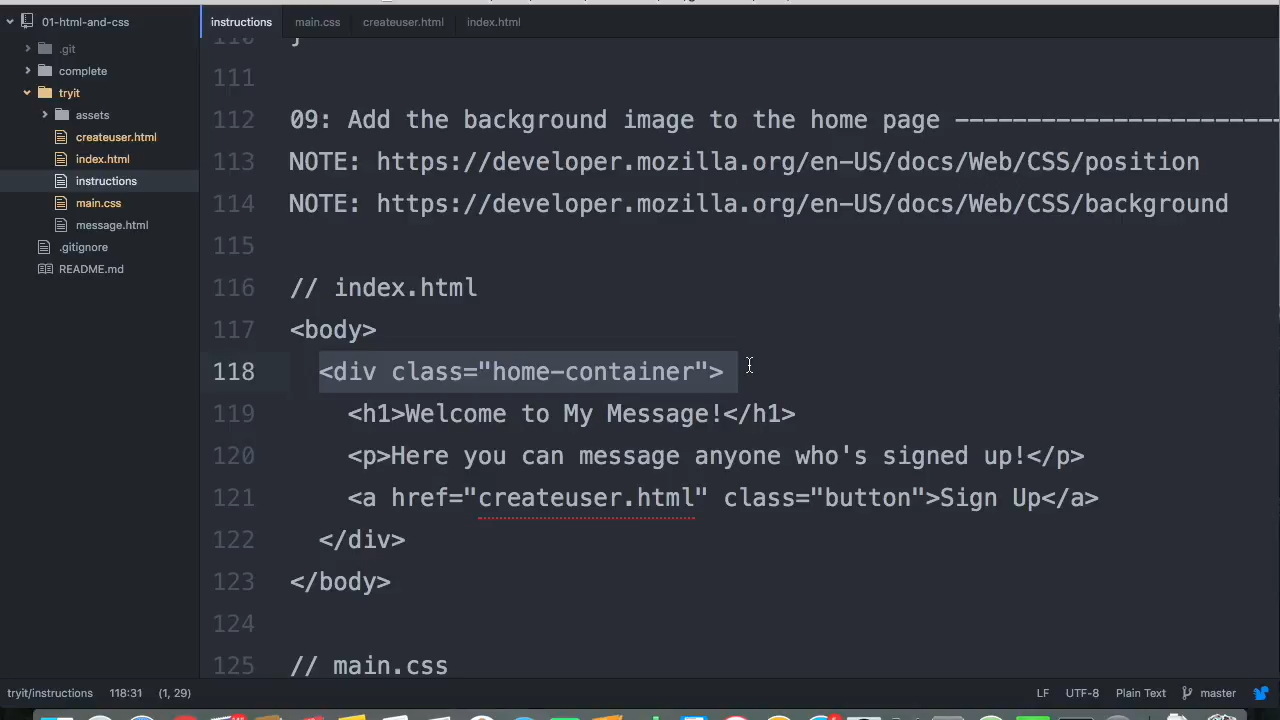 01-html-and-css
.git
complete
tryit
assets
createuser.html
index.html
instructions
main.css
message.html
.gitignore
README.md
instructions
main.css
createuser.html
index.html
110 }
111
112 09: Add the background image to the home page ----------------------
113 NOTE: https://developer.mozilla.org/en-US/docs/Web/CSS/position
114 NOTE: https://developer.mozilla.org/en-US/docs/Web/CSS/background
115
116 // index.html
117 <body>
118 <div class="home-container">
119 <h1>Welcome to My Message!</h1>
120 <p>Here you can message anyone who's signed up!</p>
121 <a href="createuser.html" class="button">Sign Up</a>
122 </div>
123 </body>
124
125 // main.css
tryit/instructions 118:31 (1, 29) LF UTF-8 Plain Text master